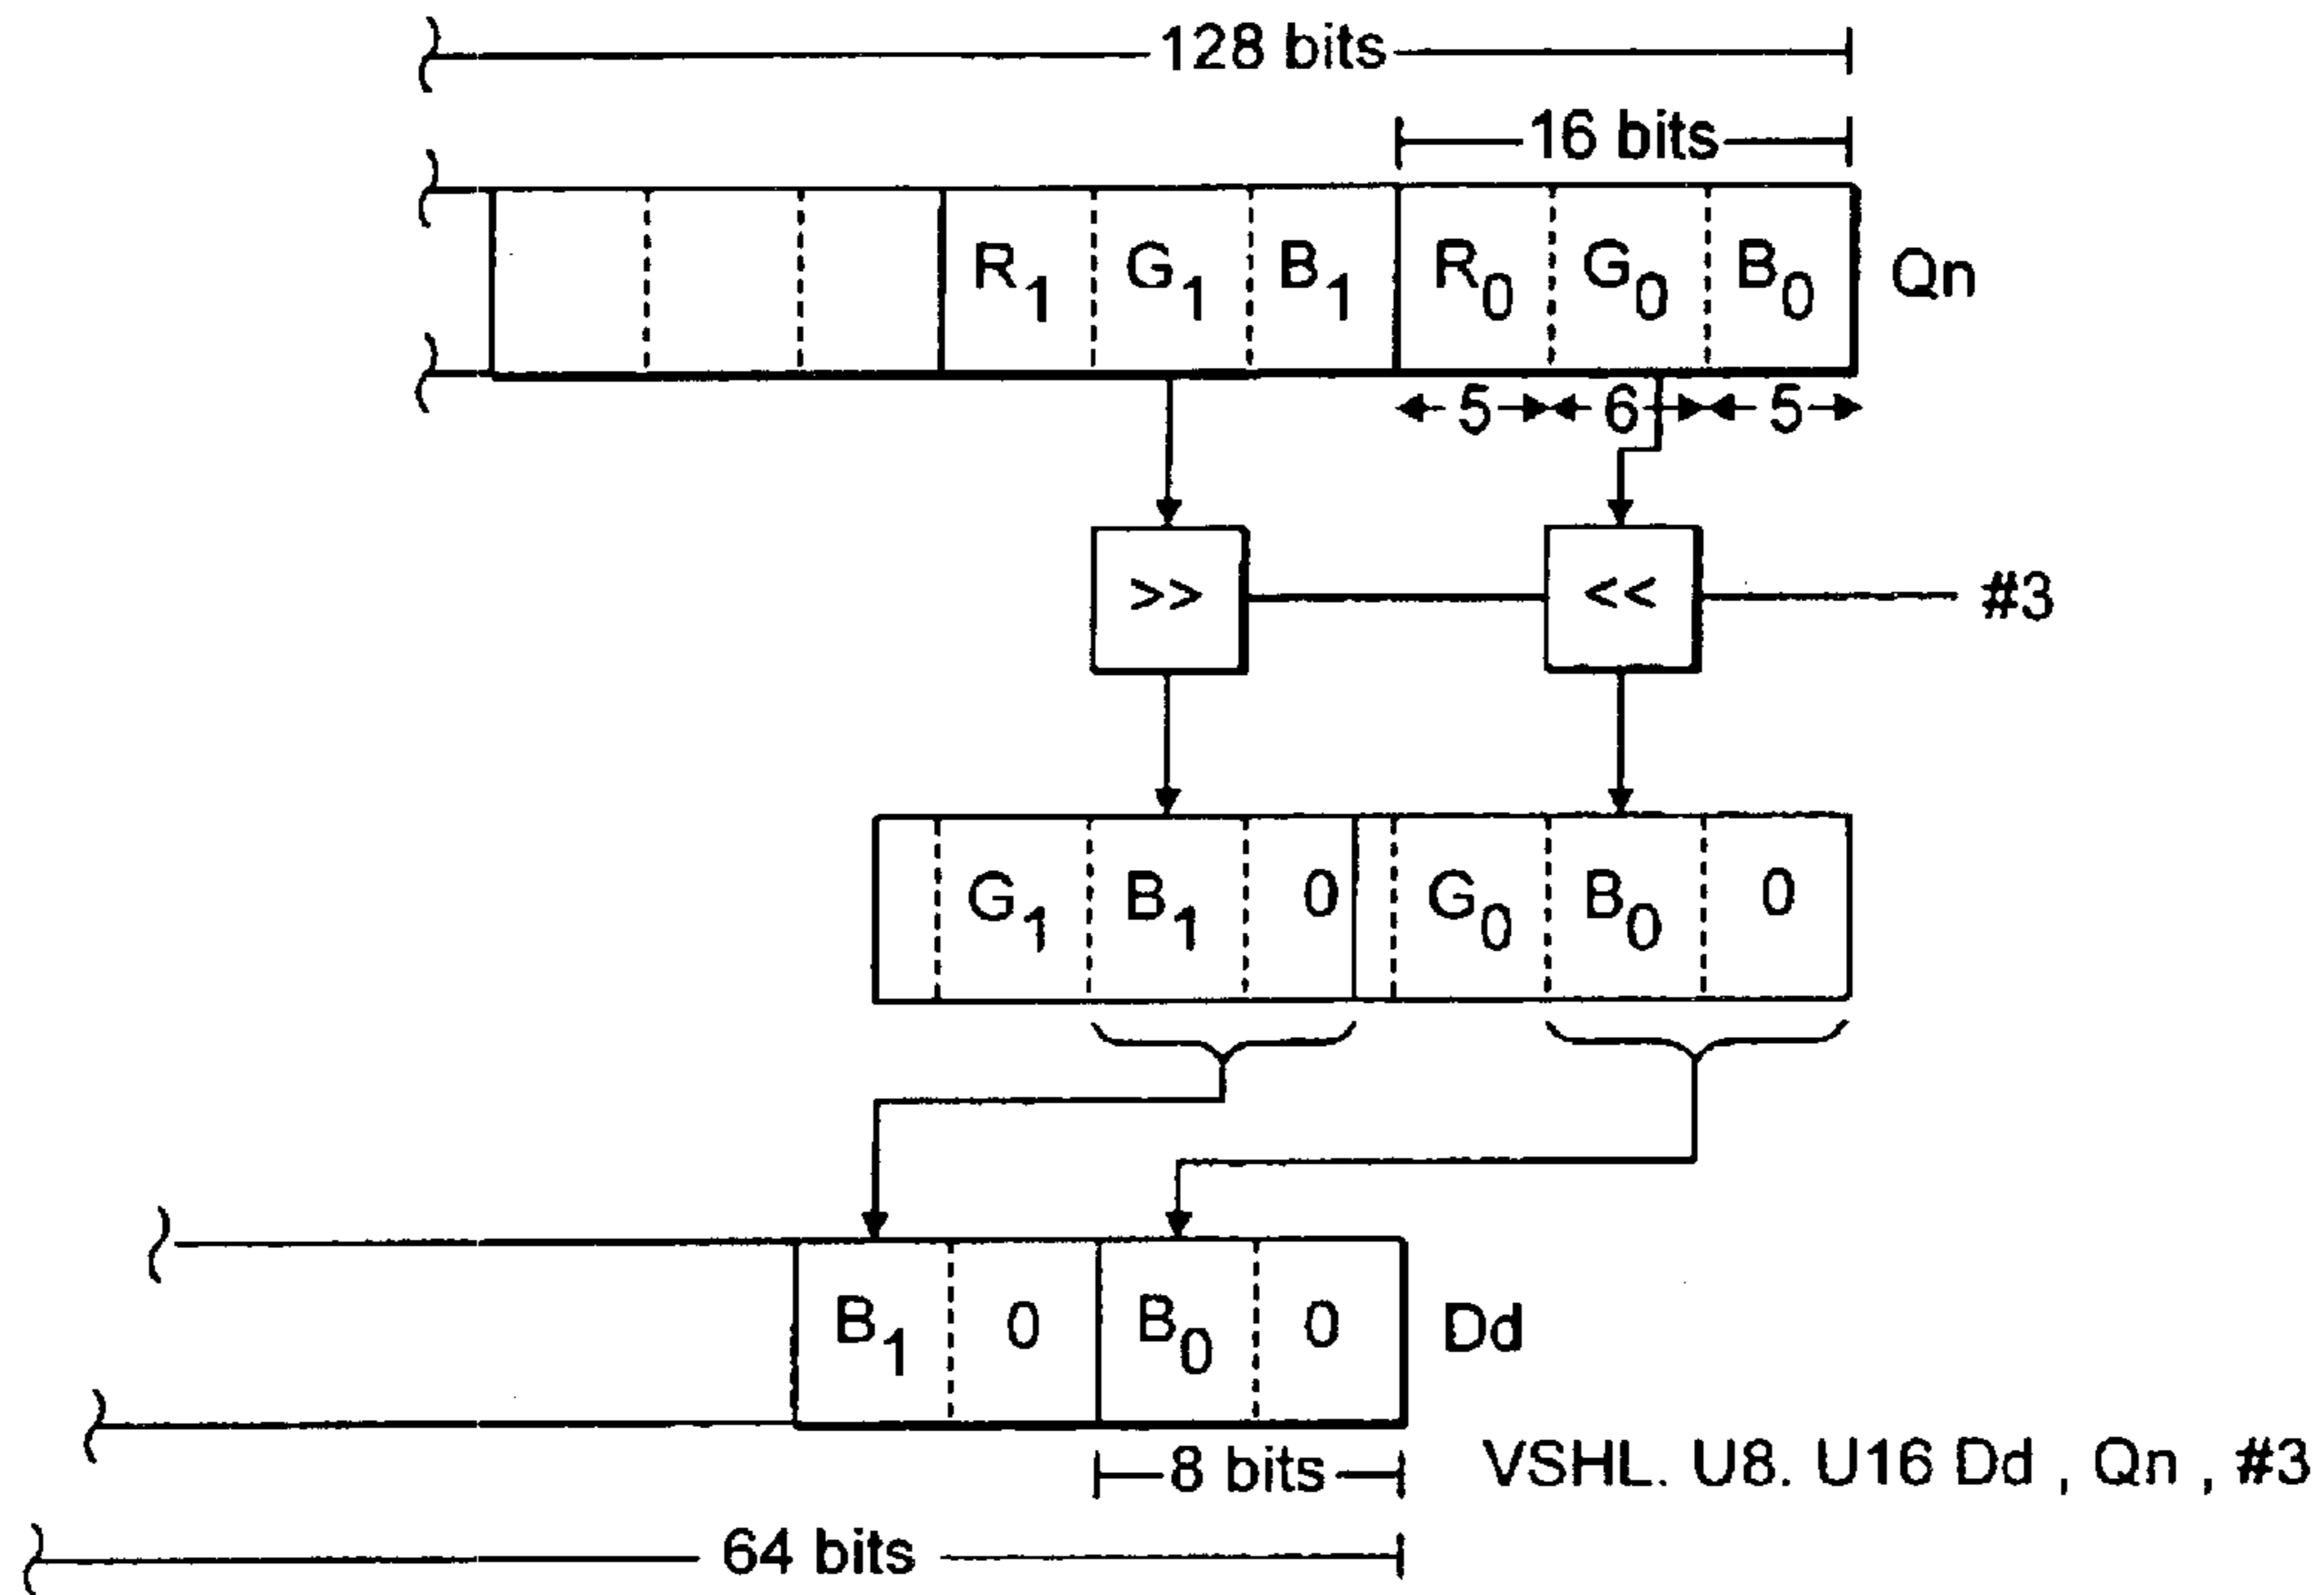 128 bits
16 bits
R1 G1 B1 R0 G0 B0 Qn
5 6 5
>> << #3
G1 B1 0 G0 B0 0
B1 0 B0 0 Dd
8 bits
VSHL. U8. U16 Dd , Qn , #3
64 bits